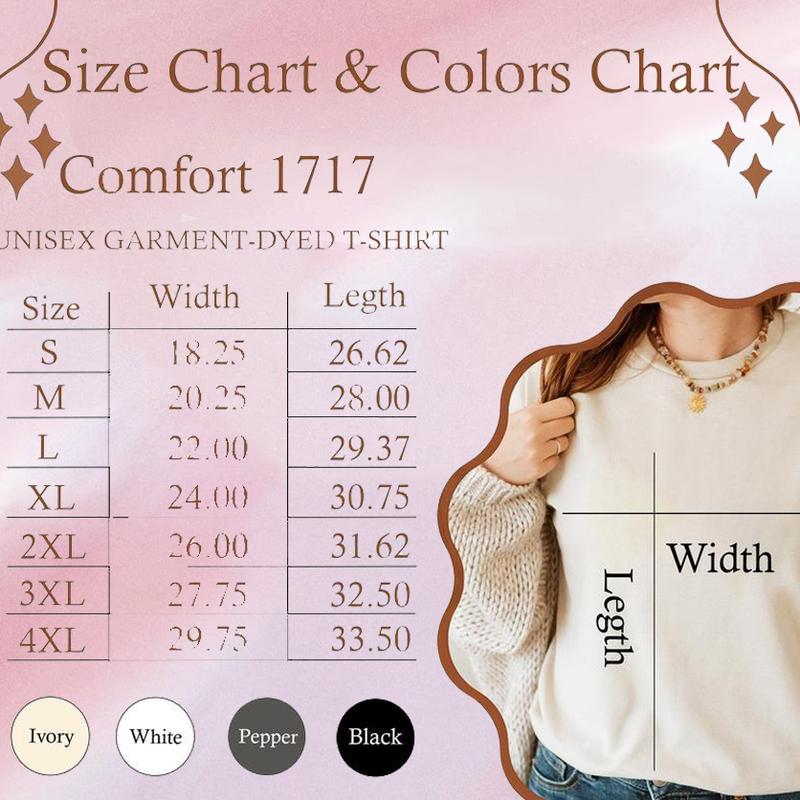 Size Chart & Colors Chart
Comfort 1717
UNISEX GARMENT-DYED T-SHIRT
Size Width Legth
S 18.25 26.62
M 20.25 28.00
L 22.00 29.37
XL 24.00 30.75
2XL 26.00 31.62
3XL 27.75 32.50
4XL 29.75 33.50
Width
Legth
Ivory White Pepper Black